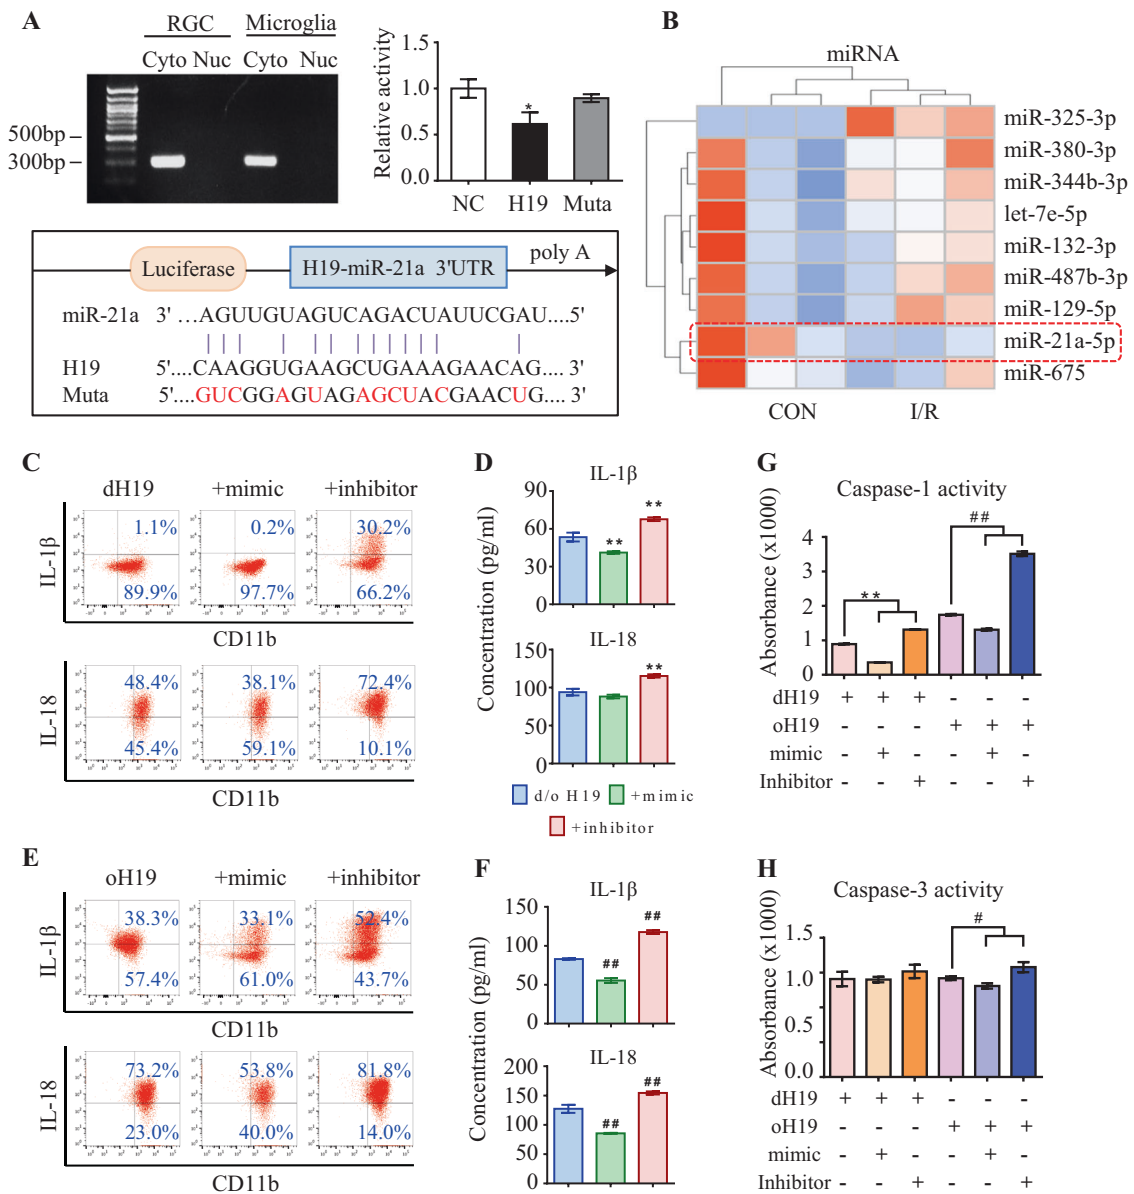 A
RGC Microglia
Cyto Nuc Cyto Nuc
500bp
300bp
Relative activity
1.5
1.0
0.5
0.0
*
NC H19 Muta
Luciferase H19-miR-21a 3'UTR poly A
miR-21a 3' ...AGUUGUAGUCAGACUAUUCGAU....5'
H19 5'....CAAGGUGAAGCUGAAAGAACAG.... 3'
Muta 5'....GUCGGAGUAGAGCUACGAACUG.... 3'
B
miRNA
miR-325-3p
miR-380-3p
miR-344b-3p
let-7e-5p
miR-132-3p
miR-487b-3p
miR-129-5p
miR-21a-5p
miR-675
CON I/R
C
dH19 +mimic +inhibitor
IL-1β
1.1% 0.2% 30.2%
89.9% 97.7% 66.2%
CD11b
IL-18
48.4% 38.1% 72.4%
45.4% 59.1% 10.1%
CD11b
D
IL-1β
Concentration (pg/ml)
90
60
30
0
** **
IL-18
150
100
50
0
**
d/o H19 +mimic
+inhibitor
E
oH19 +mimic +inhibitor
IL-1β
38.3% 33.1% 52.4%
57.4% 61.0% 43.7%
CD11b
IL-18
73.2% 53.8% 81.8%
23.0% 40.0% 14.0%
CD11b
F
IL-1β
Concentration (pg/ml)
150
100
50
0
## ##
IL-18
200
150
100
50
0
## ##
G
Caspase-1 activity
Absorbance (x1000)
4
3
2
1
0
** ##
dH19 + + + - - -
oH19 - - - + + +
mimic - + - - + -
Inhibitor - - + - - +
H
Caspase-3 activity
Absorbance (x1000)
1.5
1.0
0.5
0.0
#
dH19 + + + - - -
oH19 - - - + + +
mimic - + - - + -
Inhibitor - - + - - +